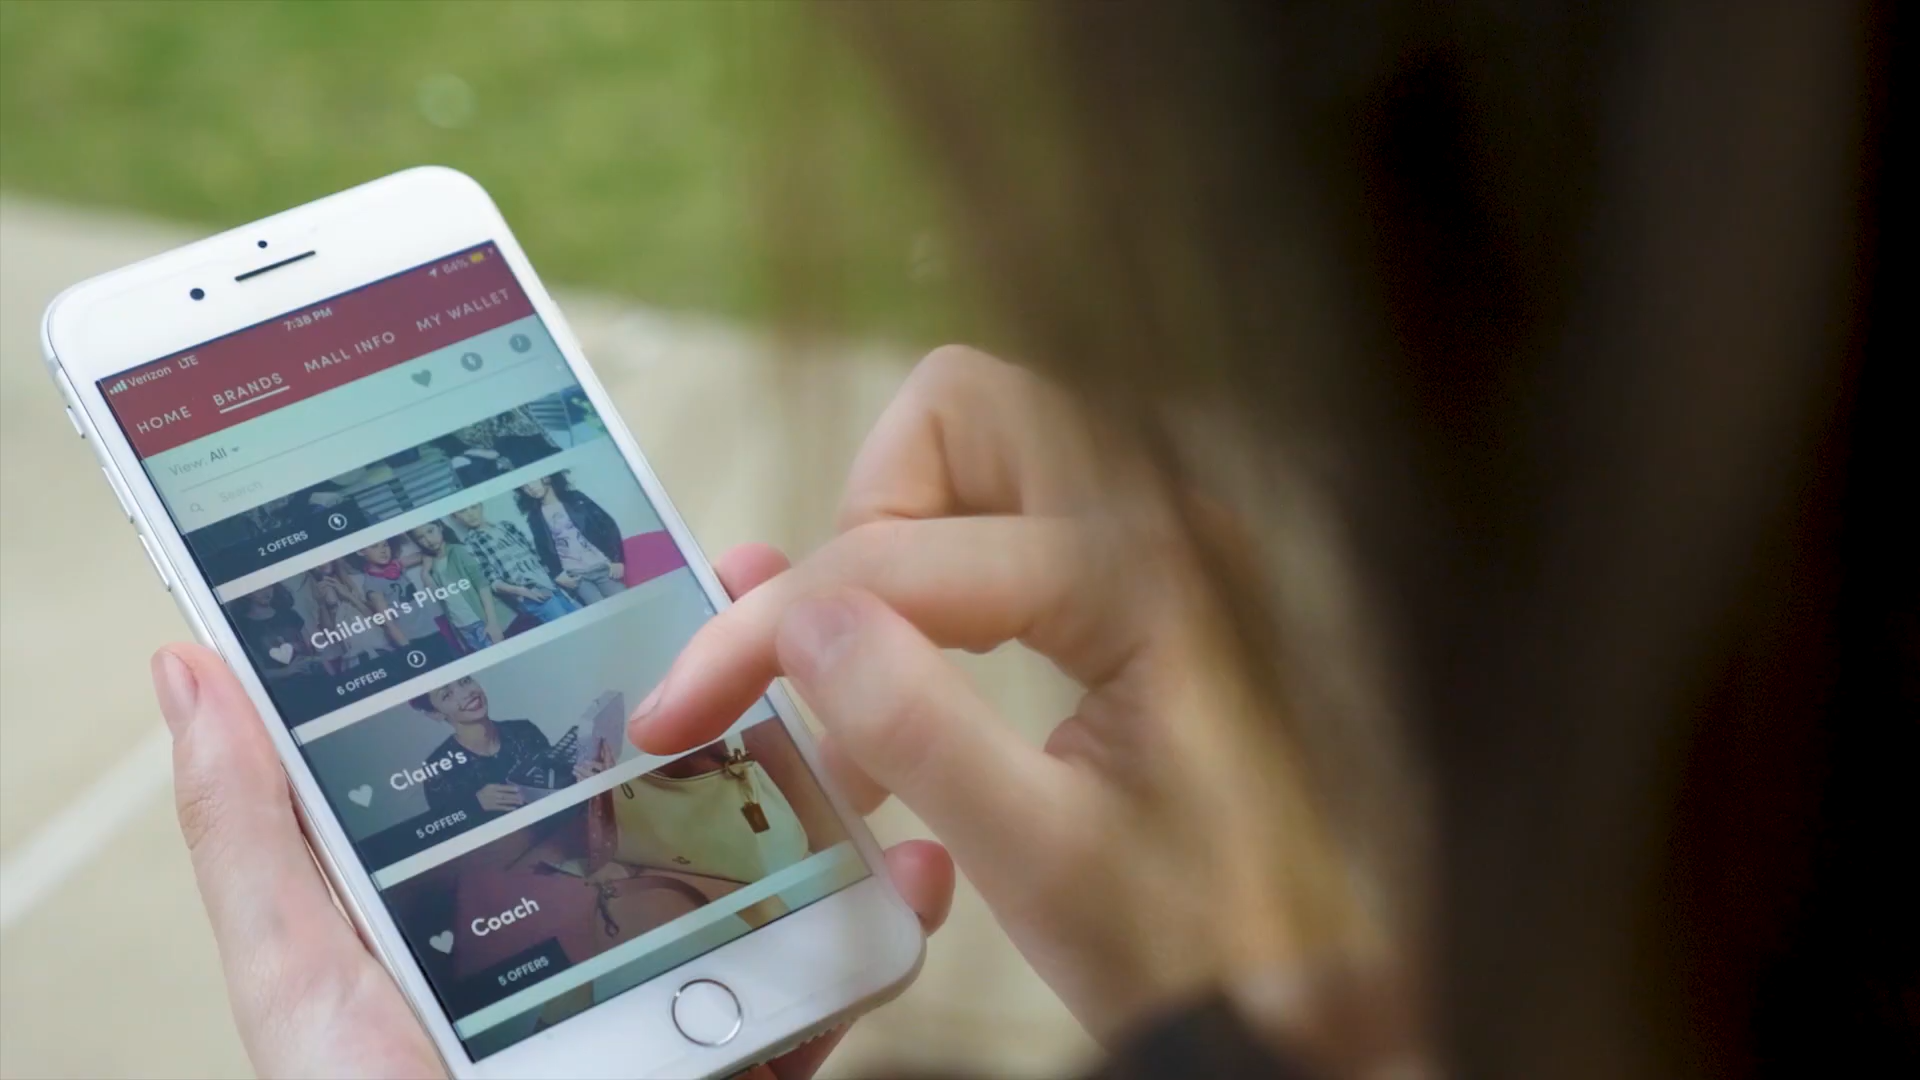 Verizon LTE 7:38 PM 64%
HOME BRANDS MALL INFO MY WALLET
View: All
Search
2 OFFERS
Children's Place
6 OFFERS
Claire's
5 OFFERS
Coach
5 OFFERS